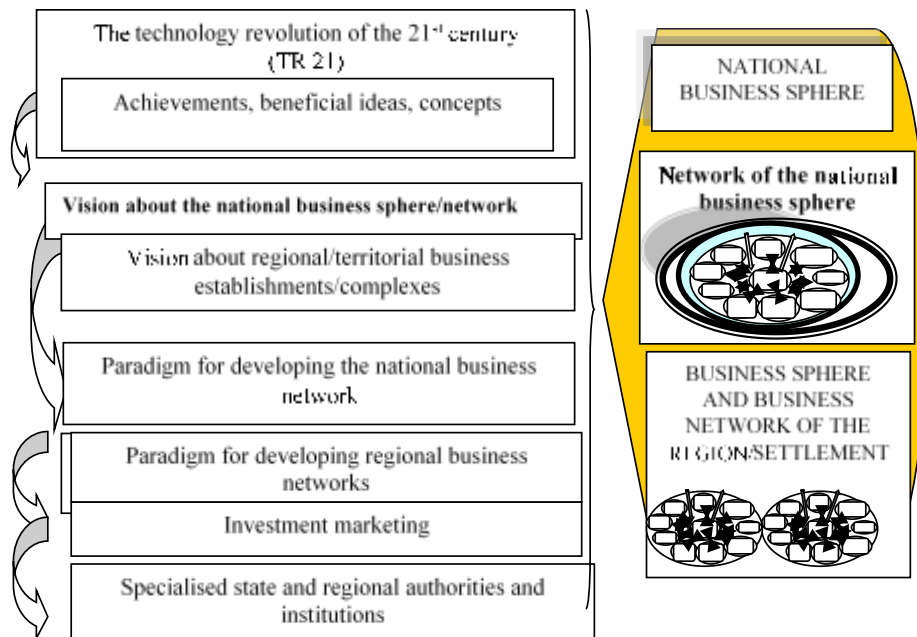 The technology revolution of the 21st century
(TR 21)
Achievements, beneficial ideas, concepts
Vision about the national business sphere/network
Vision about regional/territorial business
establishments/complexes
Paradigm for developing the national business
network
Paradigm for developing regional business
networks
Investment marketing
Specialised state and regional authorities and
institutions
NATIONAL
BUSINESS SPHERE
Network of the national
business sphere
BUSINESS SPHERE
AND BUSINESS
NETWORK OF THE
REGION/SETTLEMENT